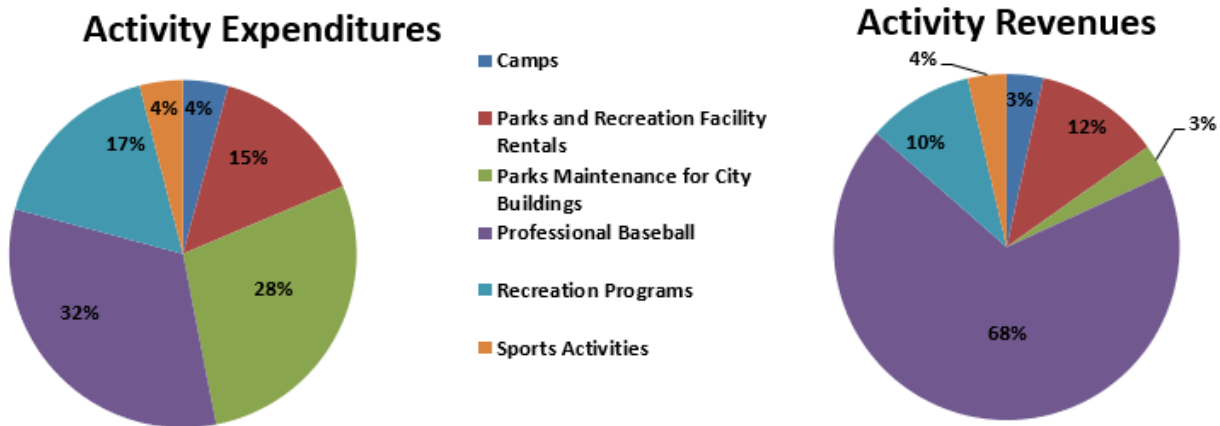 Activity Expenditures
4%
4%
15%
17%
28%
32%
Camps
Parks and Recreation Facility
Rentals
Parks Maintenance for City
Buildings
Professional Baseball
Recreation Programs
Sports Activities
Activity Revenues
4%
3%
12%
3%
10%
68%